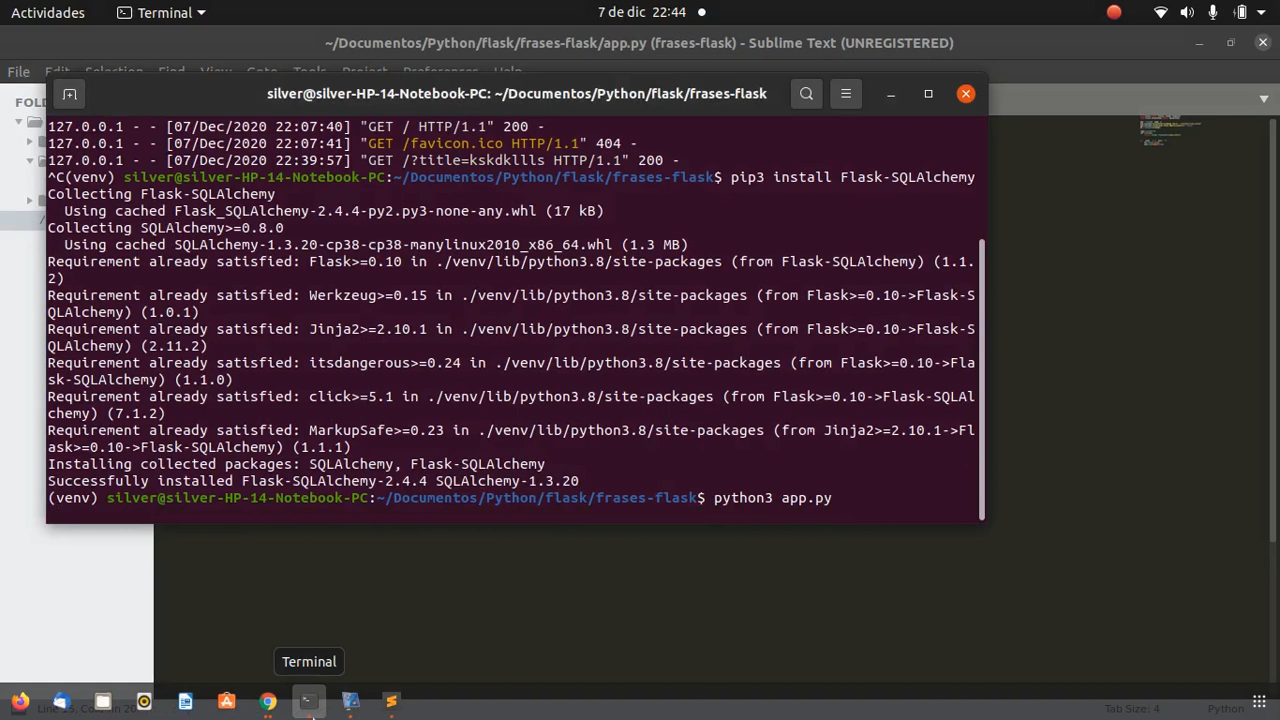 Actividades
Terminal
7 de dic 22:44
~/Documentos/Python/flask/frases-flask/app.py (frases-flask) - Sublime Text (UNREGISTERED)
File Edit Selection Find View Goto Tools Project Preferences Help
silver@silver-HP-14-Notebook-PC: ~/Documentos/Python/flask/frases-flask
127.0.0.1 - - [07/Dec/2020 22:07:40] "GET / HTTP/1.1" 200 -
127.0.0.1 - - [07/Dec/2020 22:07:41] "GET /favicon.ico HTTP/1.1" 404 -
127.0.0.1 - - [07/Dec/2020 22:39:57] "GET /?title=kskdkllls HTTP/1.1" 200 -
^C(venv) silver@silver-HP-14-Notebook-PC:~/Documentos/Python/flask/frases-flask$ pip3 install Flask-SQLAlchemy
Collecting Flask-SQLAlchemy
Using cached Flask_SQLAlchemy-2.4.4-py2.py3-none-any.whl (17 kB)
Collecting SQLAlchemy>=0.8.0
Using cached SQLAlchemy-1.3.20-cp38-cp38-manylinux2010_x86_64.whl (1.3 MB)
Requirement already satisfied: Flask>=0.10 in ./venv/lib/python3.8/site-packages (from Flask-SQLAlchemy) (1.1.
2)
Requirement already satisfied: Werkzeug>=0.15 in ./venv/lib/python3.8/site-packages (from Flask>=0.10->Flask-S
QLAlchemy) (1.0.1)
Requirement already satisfied: Jinja2>=2.10.1 in ./venv/lib/python3.8/site-packages (from Flask>=0.10->Flask-S
QLAlchemy) (2.11.2)
Requirement already satisfied: itsdangerous>=0.24 in ./venv/lib/python3.8/site-packages (from Flask>=0.10->Fla
sk-SQLAlchemy) (1.1.0)
Requirement already satisfied: click>=5.1 in ./venv/lib/python3.8/site-packages (from Flask>=0.10->Flask-SQLAl
chemy) (7.1.2)
Requirement already satisfied: MarkupSafe>=0.23 in ./venv/lib/python3.8/site-packages (from Jinja2>=2.10.1->Fl
ask>=0.10->Flask-SQLAlchemy) (1.1.1)
Installing collected packages: SQLAlchemy, Flask-SQLAlchemy
Successfully installed Flask-SQLAlchemy-2.4.4 SQLAlchemy-1.3.20
(venv) silver@silver-HP-14-Notebook-PC:~/Documentos/Python/flask/frases-flask$ python3 app.py
Terminal
Tab Size: 4
Python